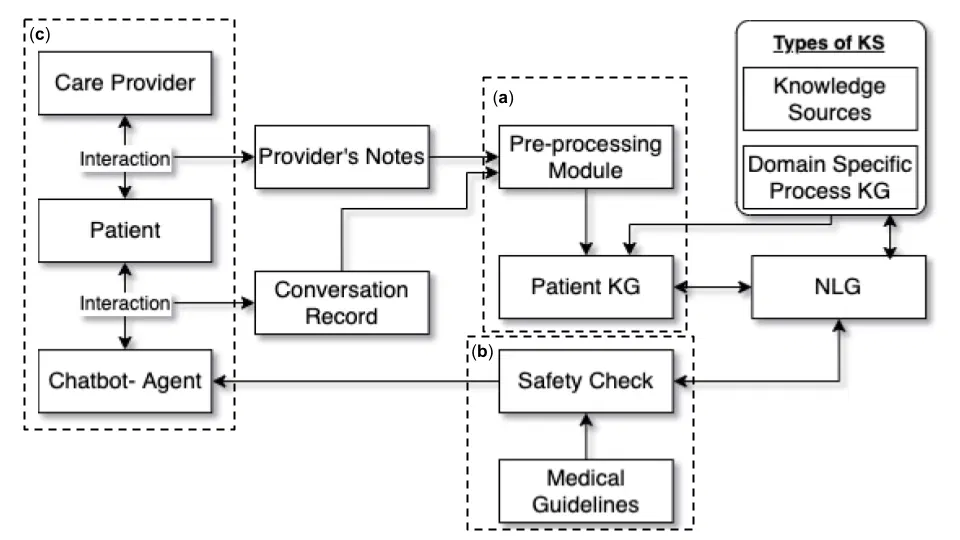 (c)
Care Provider
Interaction
Patient
Interaction
Chatbot- Agent
Provider's Notes
Conversation
Record
(a)
Pre-processing
Module
Patient KG
(b)
Safety Check
Medical
Guidelines
Types of KS
Knowledge
Sources
Domain Specific
Process KG
NLG